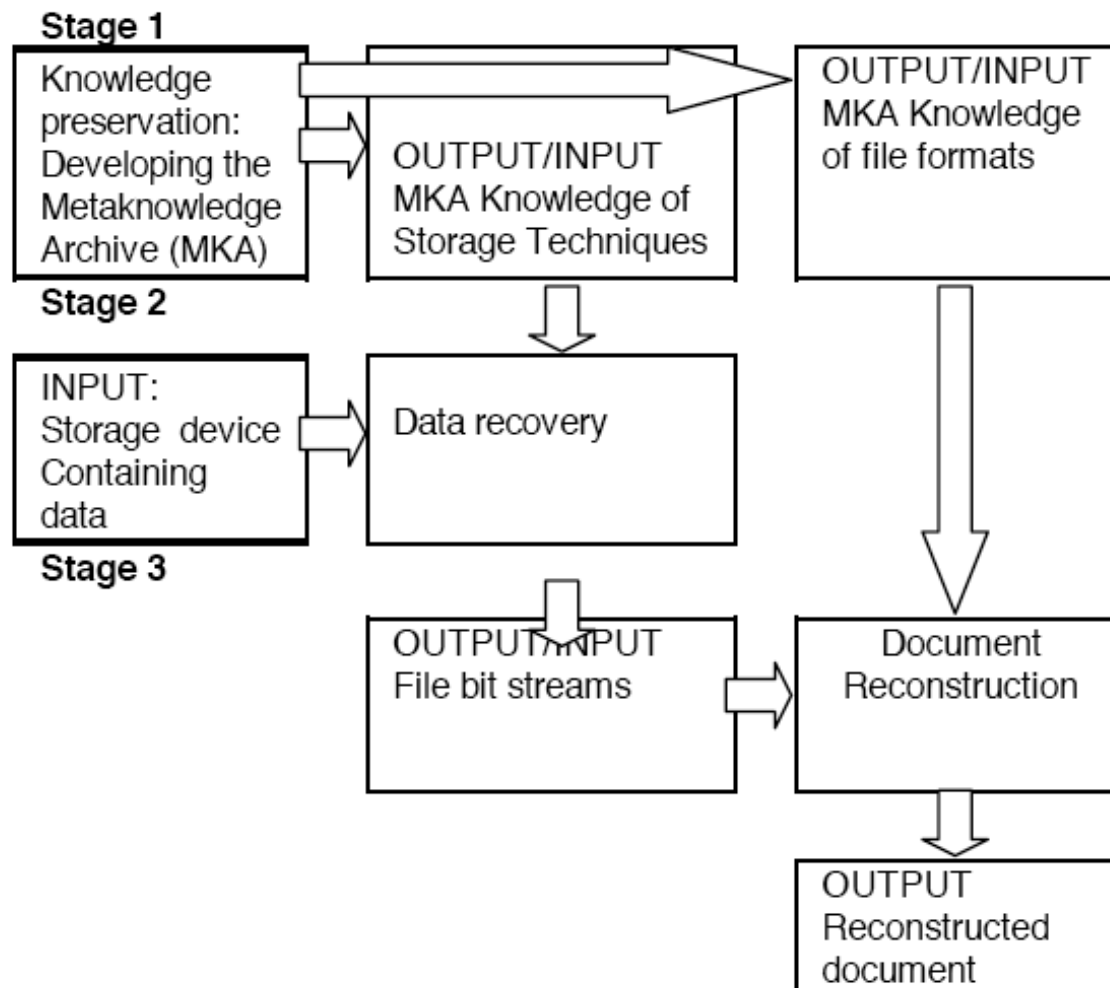 Stage 1
Knowledge
preservation:
Developing the
Metaknowledge
Archive (MKA)
OUTPUT/INPUT
MKA Knowledge of
Storage Techniques
OUTPUT/INPUT
MKA Knowledge
of file formats
Stage 2
INPUT:
Storage device
Containing
data
Data recovery
Stage 3
OUTPUT/INPUT
File bit streams
Document
Reconstruction
OUTPUT
Reconstructed
document